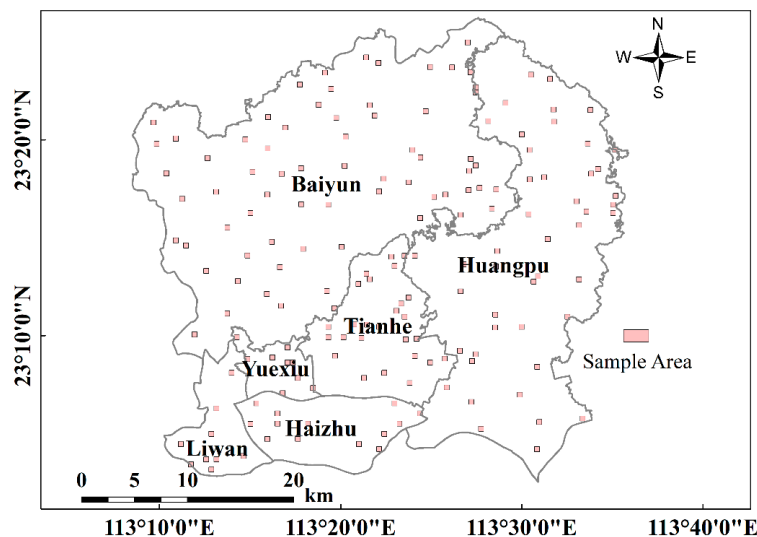 N
W E
S
23°20'0"N
Baiyun
Huangpu
Tianhe
23°10'0"N
Sample Area
Yuexiu
Haizhu
Liwan
0 5 10 20
km
113°10'0"E 113°20'0"E 113°30'0"E 113°40'0"E